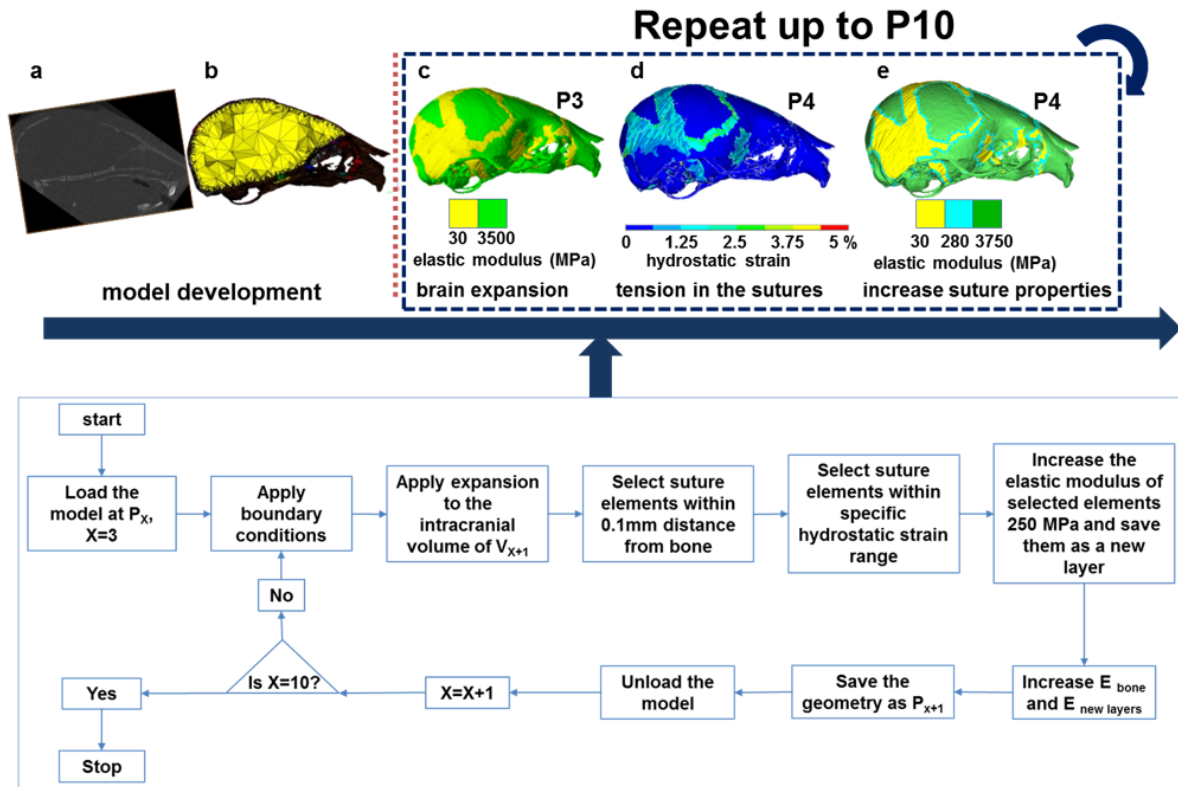 Repeat up to P10
a
b
c
d
e
P3
P4
P4
30 3500
elastic modulus (MPa)
0 1.25 2.5 3.75 5 %
hydrostatic strain
30 280 3750
elastic modulus (MPa)
model development
brain expansion
tension in the sutures
increase suture properties
start
Load the
model at PX,
X=3
Apply
boundary
conditions
Apply expansion
to the
intracranial
volume of VX+1
Select suture
elements within
0.1mm distance
from bone
Select suture
elements within
specific
hydrostatic strain
range
Increase the
elastic modulus of
selected elements
250 MPa and save
them as a new
layer
Increase E bone
and E new layers
Save the
geometry as Px+1
Unload the
model
X=X+1
Is X=10?
No
Yes
Stop